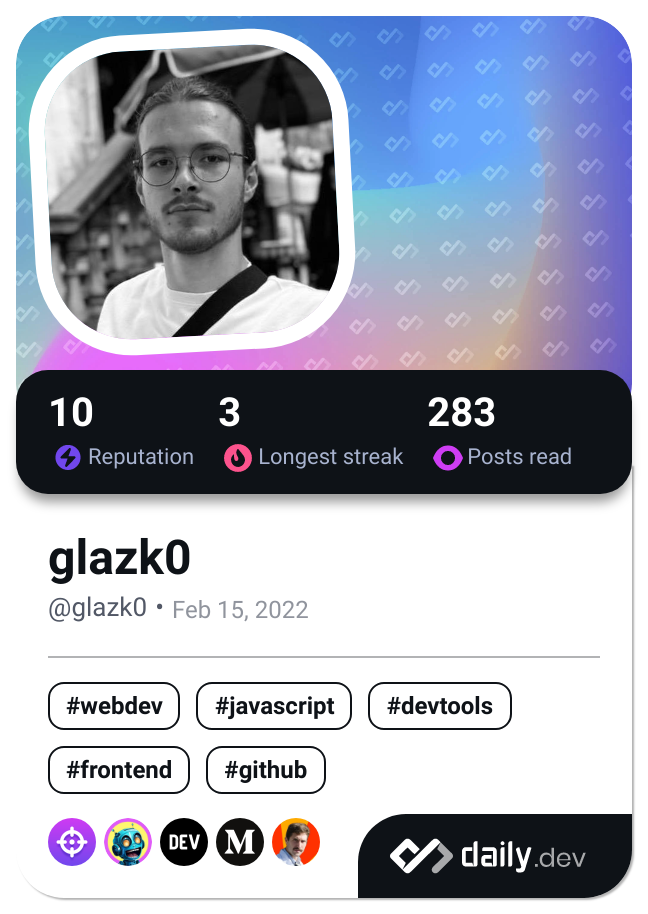 10 3 283
Reputation Longest streak Posts read
glazk0
@glazk0 • Feb 15, 2022
#webdev #javascript #devtools
#frontend #github
DEV M
daily.dev